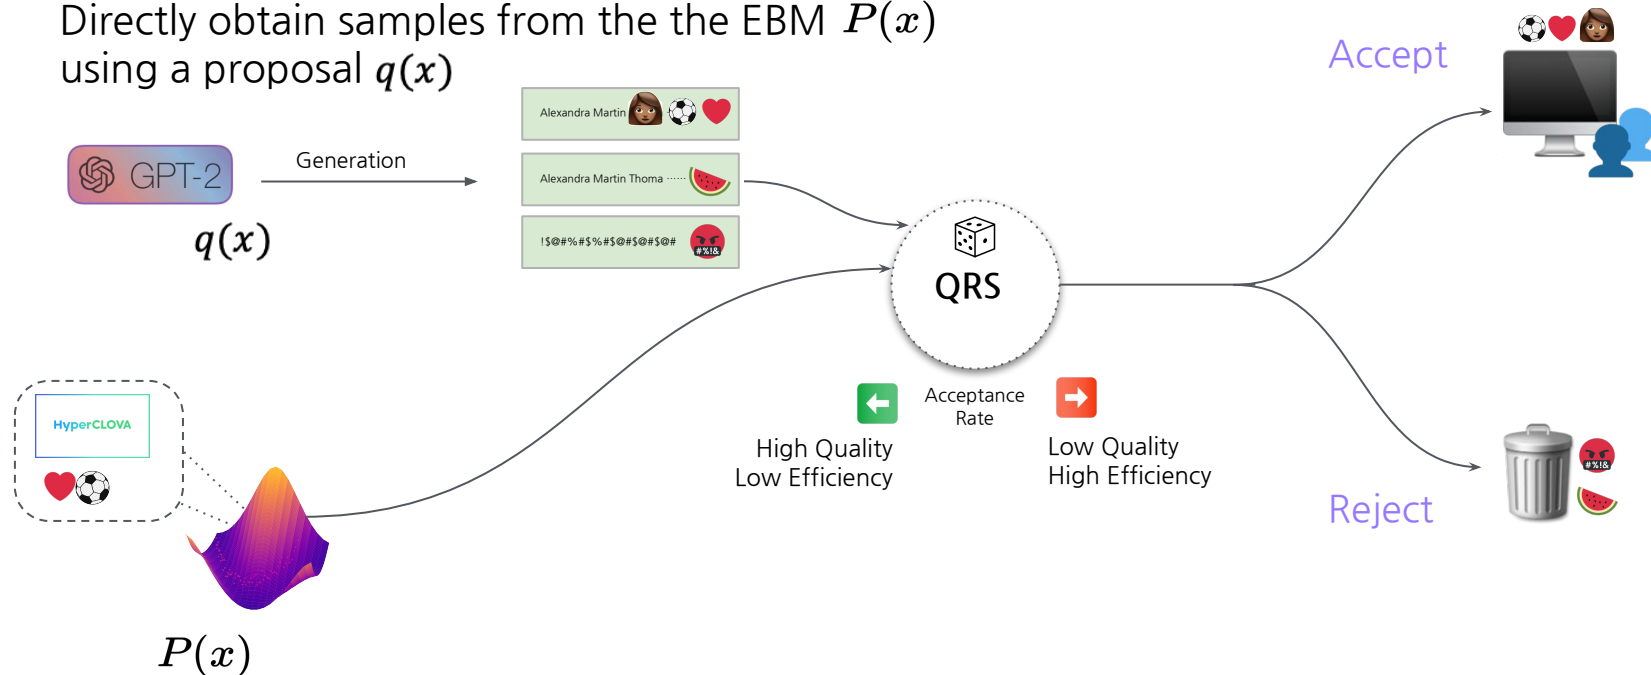 Directly obtain samples from the the EBM P(x)
using a proposal q(x)
GPT-2
q(x)
Generation
Alexandra Martin
Alexandra Martin Thoma ······
!$@#%#$%#$@#$@#$@#
#%!&
QRS
Acceptance
Rate
High Quality
Low Efficiency
Low Quality
High Efficiency
HyperCLOVA
P(x)
Accept
Reject
#%!&